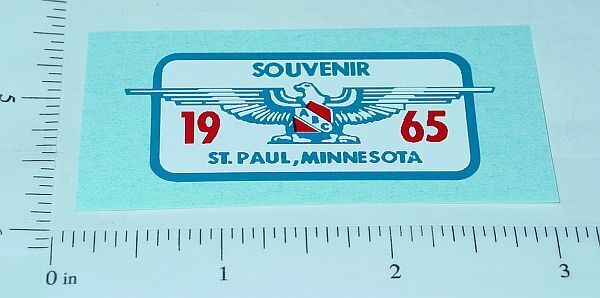 SOUVENIR
ABC
19 65
ST. PAUL, MINNESOTA
5
0 in 1 2 3